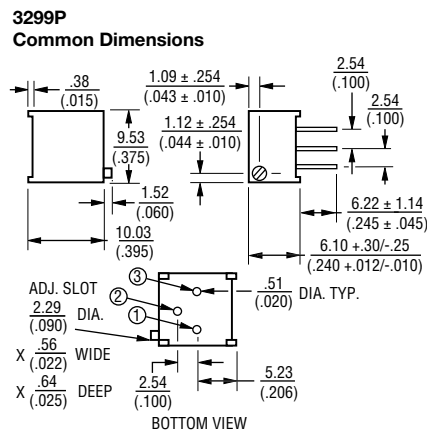 3299P
Common Dimensions
.38
(.015)
9.53
(.375)
1.52
(.060)
10.03
(.395)
1.09 ± .254
(.043 ± .010)
1.12 ± .254
(.044 ± .010)
2.54
(.100)
2.54
(.100)
6.22 ± 1.14
(.245 ± .045)
6.10 +.30/-.25
(.240 +.012/-.010)
ADJ. SLOT
2.29
(.090) DIA.
X .56
(.022) WIDE
X .64
(.025) DEEP
3
2
1
.51
(.020) DIA. TYP.
2.54
(.100)
5.23
(.206)
BOTTOM VIEW